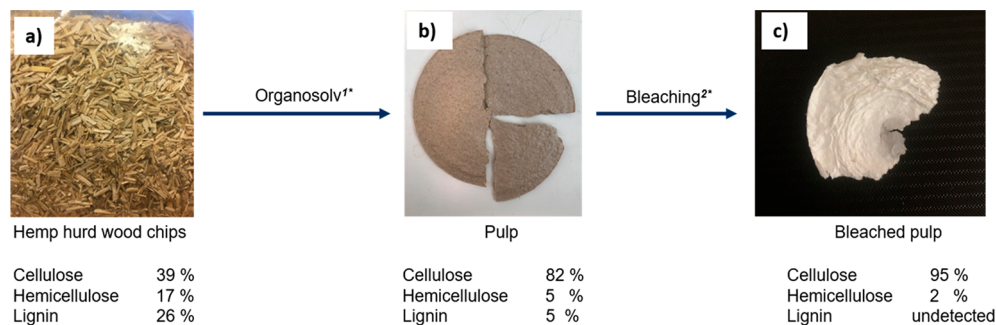 a)
b)
c)
Organosolv1*
Bleaching2*
Hemp hurd wood chips
Pulp
Bleached pulp
Cellulose 39 %
Hemicellulose 17 %
Lignin 26 %
Cellulose 82 %
Hemicellulose 5 %
Lignin 5 %
Cellulose 95 %
Hemicellulose 2 %
Lignin undetected